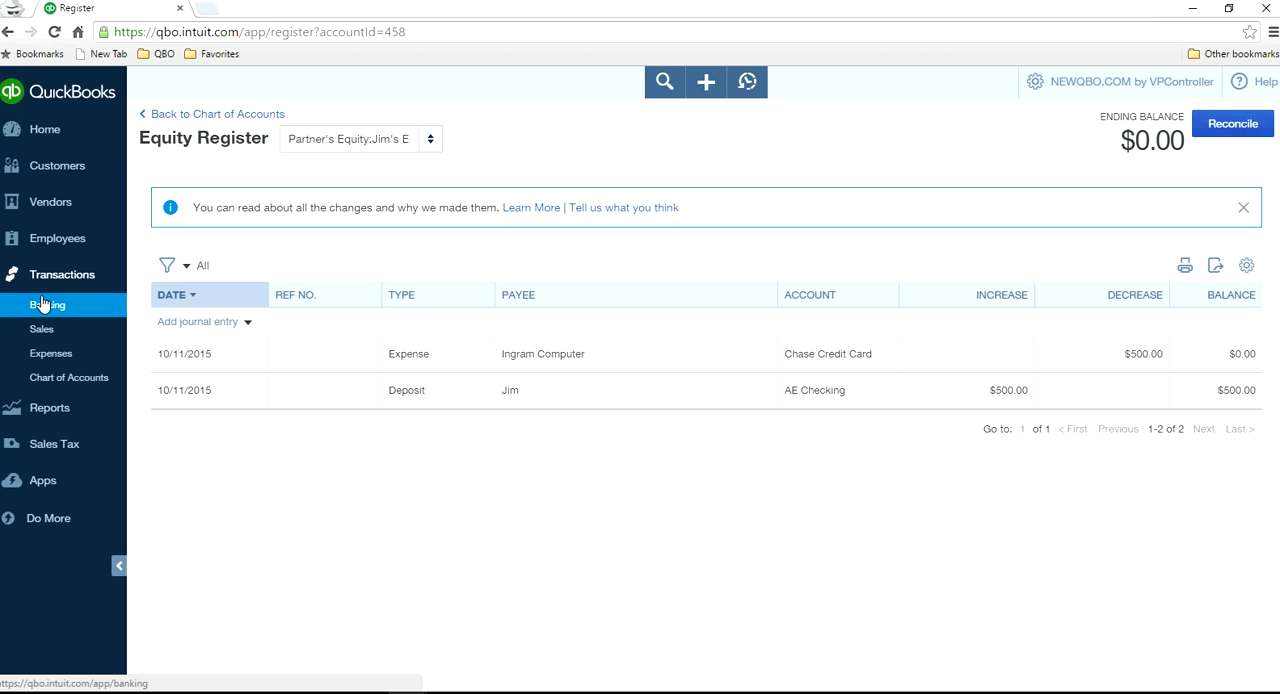 Register
https://qbo.intuit.com/app/register?accountId=458
Bookmarks New Tab QBO Favorites Other bookmarks
qb QuickBooks
NEWQBO.COM by VPController Help
Home
Customers
Vendors
Employees
Transactions
Sales
Expenses
Chart of Accounts
Reports
Sales Tax
Apps
Do More
Back to Chart of Accounts
Equity Register Partner's Equity:Jim's E
ENDING BALANCE
$0.00
Reconcile
You can read about all the changes and why we made them. Learn More | Tell us what you think
All
DATE REF NO. TYPE PAYEE ACCOUNT INCREASE DECREASE BALANCE
Add journal entry
10/11/2015 Expense Ingram Computer Chase Credit Card $500.00 $0.00
10/11/2015 Deposit Jim AE Checking $500.00 $500.00
Go to: 1 of 1 < First Previous 1-2 of 2 Next Last >
ttps://qbo.intuit.com/app/banking